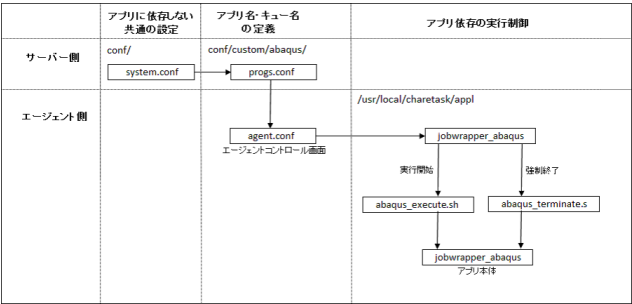 アプリに依存しない
共通の設定
アプリ名・キュー名
の定義
アプリ依存の実行制御
サーバー側
conf/
conf/custom/abaqus/
system.conf
progs.conf
エージェント側
/usr/local/charetask/appl
agent.conf
jobwrapper_abaqus
エージェントコントロール画面
実行開始
強制終了
abaqus_execute.sh
abaqus_terminate.s
jobwrapper_abaqus
アプリ本体